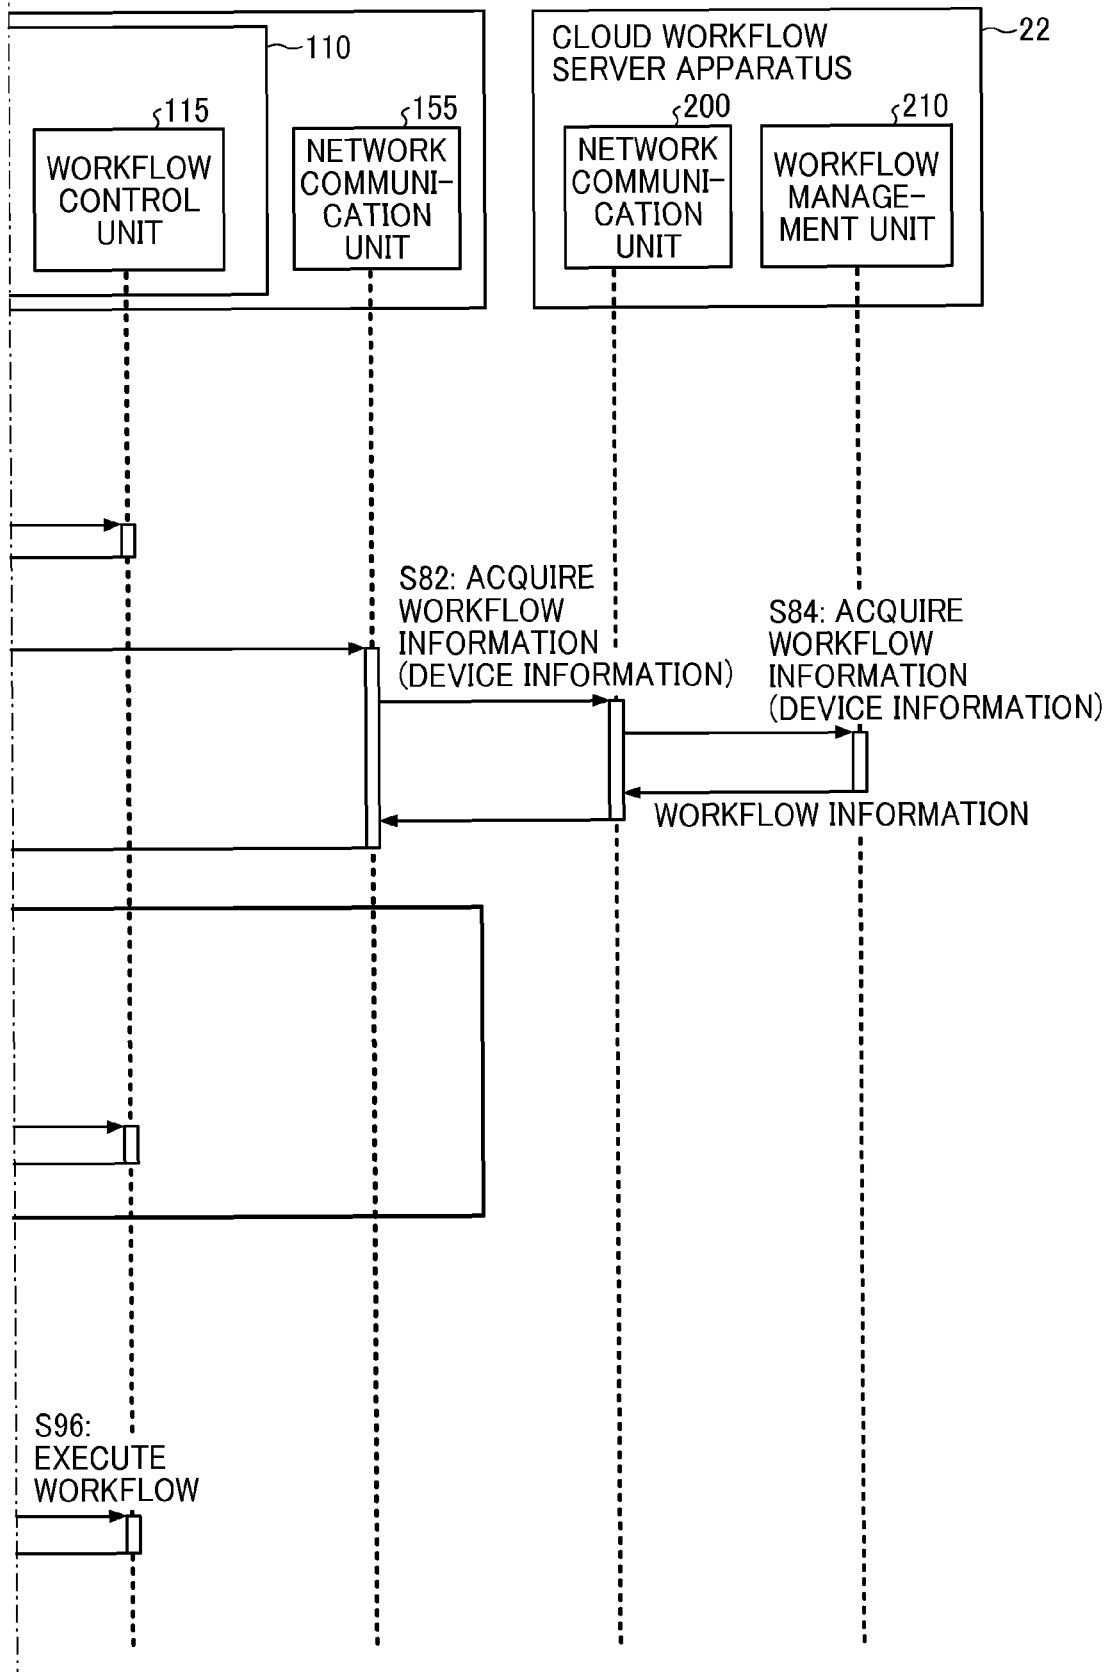 110
115
WORKFLOW
CONTROL
UNIT
155
NETWORK
COMMUNI-
CATION
UNIT
22
CLOUD WORKFLOW
SERVER APPARATUS
200
NETWORK
COMMUNI-
CATION
UNIT
210
WORKFLOW
MANAGE-
MENT UNIT
S82: ACQUIRE
WORKFLOW
INFORMATION
(DEVICE INFORMATION)
S84: ACQUIRE
WORKFLOW
INFORMATION
(DEVICE INFORMATION)
WORKFLOW INFORMATION
S96:
EXECUTE
WORKFLOW